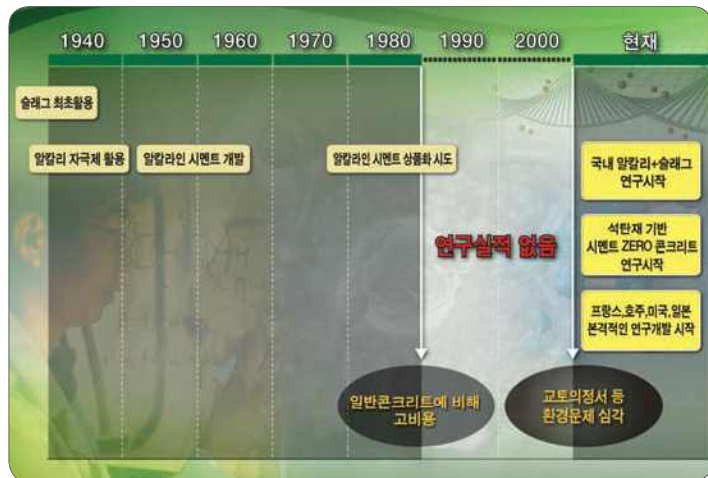 1940 1950 1960 1970 1980 1990 2000 현재
슬래그 최초활용
알칼리 자극제 활용
알칼라인 시멘트 개발
알칼라인 시멘트 상품화 시도
국내 알칼리+슬래그
연구시작
연구실적 없음
석탄재 기반
시멘트 ZERO 콘크리트
연구시작
프랑스,호주,미국,일본
본격적인 연구개발 시작
일반콘크리트에 비해
고비용
교토의정서 등
환경문제 심각